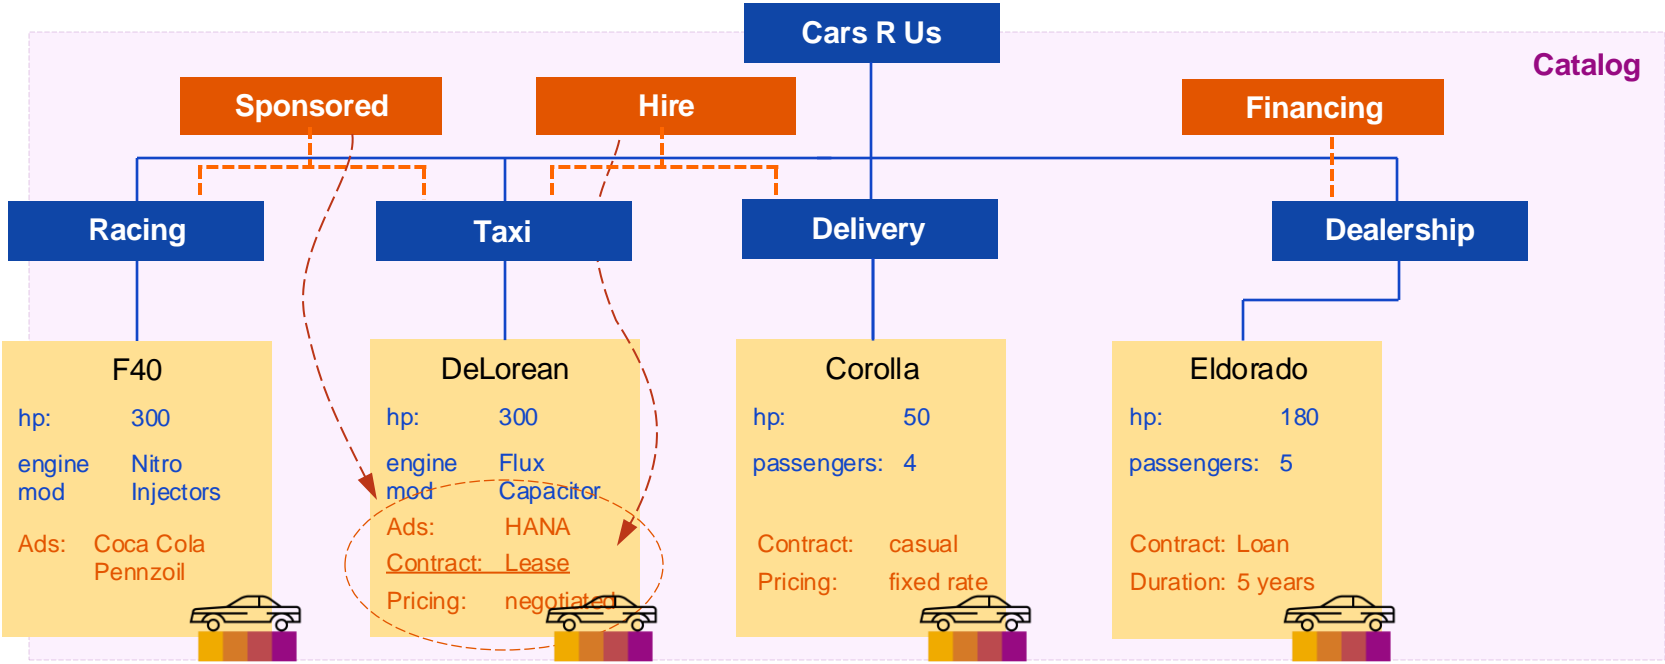 Cars R Us
Catalog
Sponsored
Hire
Financing
Racing
Taxi
Delivery
Dealership
F40
hp: 300
engine Nitro
mod Injectors
Ads: Coca Cola
Pennzoil
DeLorean
hp: 300
engine Flux
mod Capacitor
Ads: HANA
Contract: Lease
Pricing: negotiated
Corolla
hp: 50
passengers: 4
Contract: casual
Pricing: fixed rate
Eldorado
hp: 180
passengers: 5
Contract: Loan
Duration: 5 years